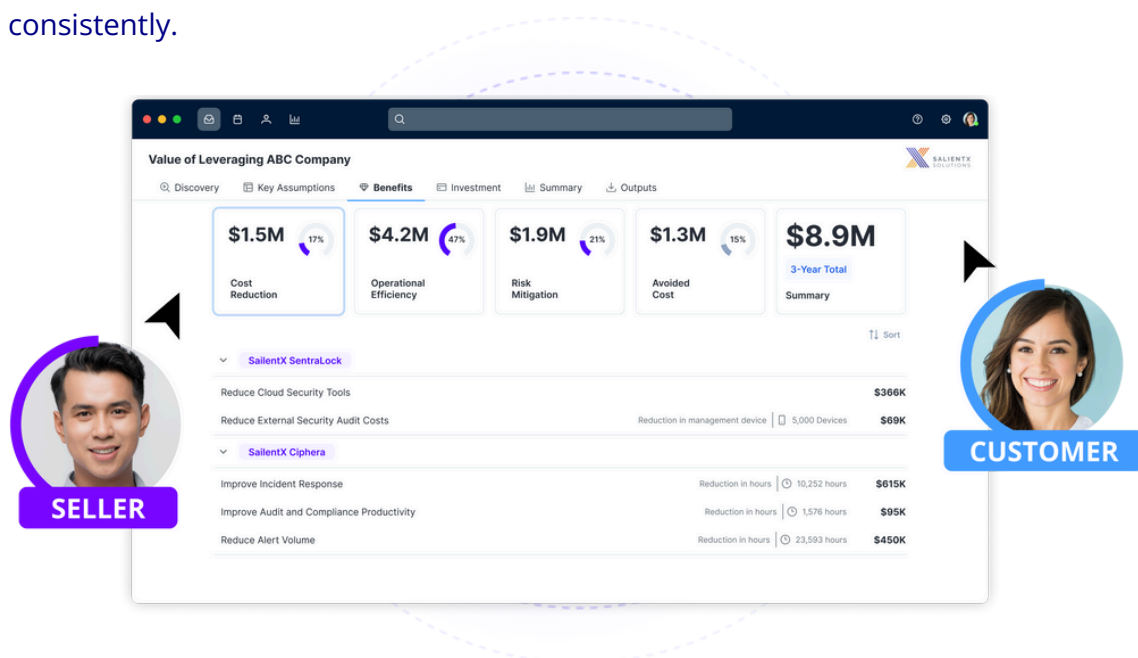 consistently.
Value of Leveraging ABC Company
SALIENTX
SOLUTIONS
Discovery Key Assumptions Benefits Investment Summary Outputs
$1.5M 17%
Cost
Reduction
$4.2M 47%
Operational
Efficiency
$1.9M 21%
Risk
Mitigation
$1.3M 15%
Avoided
Cost
$8.9M
3-Year Total
Summary
Sort
SailentX SentraLock
Reduce Cloud Security Tools $366K
Reduce External Security Audit Costs Reduction in management device 5,000 Devices $69K
SailentX Ciphera
Improve Incident Response Reduction in hours 10,252 hours $615K
Improve Audit and Compliance Productivity Reduction in hours 1,576 hours $95K
Reduce Alert Volume Reduction in hours 23,593 hours $450K
SELLER
CUSTOMER